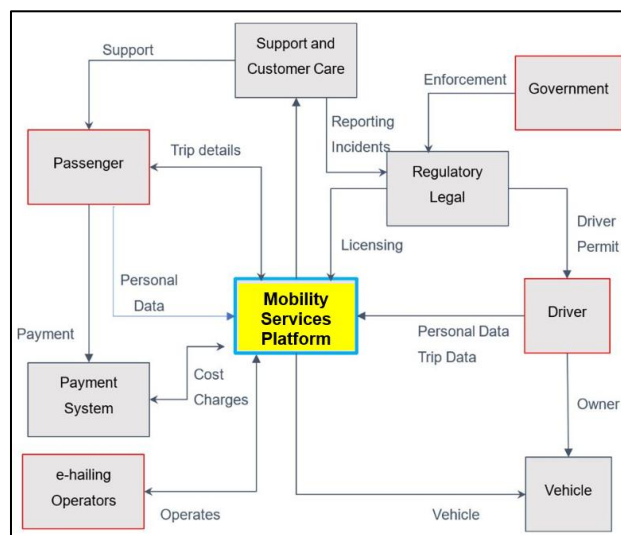 Support
Support and
Customer Care
Enforcement
Government
Passenger
Trip details
Reporting
Incidents
Regulatory
Legal
Licensing
Driver
Permit
Personal
Data
Mobility
Services
Platform
Driver
Personal Data
Trip Data
Payment
Payment
System
Cost
Charges
Owner
e-hailing
Operators
Operates
Vehicle
Vehicle